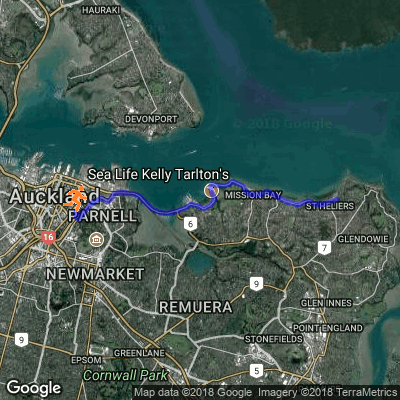 HAURAKI
DEVONPORT
Sea Life Kelly Tarlton's
Auckland
MISSION BAY
ST HELIERS
PARNELL
6
16
7
GLENDOWIE
NEWMARKET
9
GLEN INNES
REMUERA
POINT ENGLAND
9
STONEFIELDS
GREENLANE
EPSOM
9
Cornwall Park
Google
Map data ©2018 Google Imagery ©2018 TerraMetrics
©2018 Google